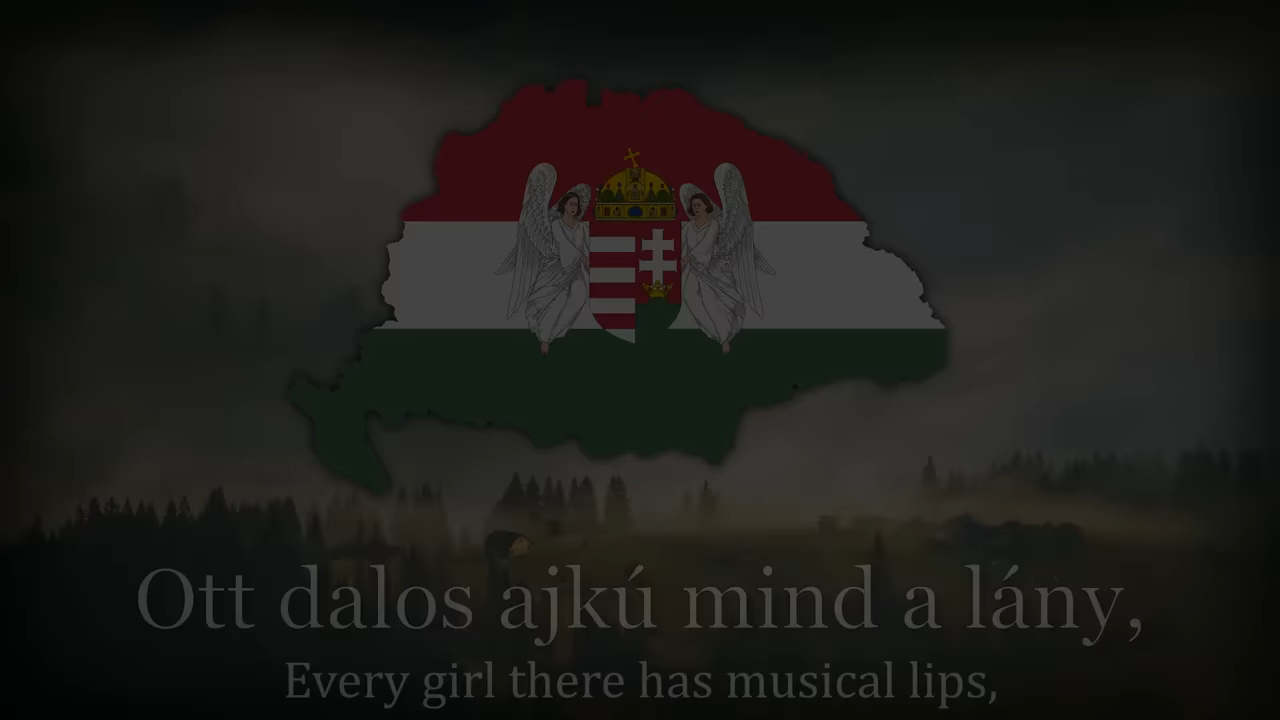 Ott dalos ajkú mind a lány,
Every girl there has musical lips,